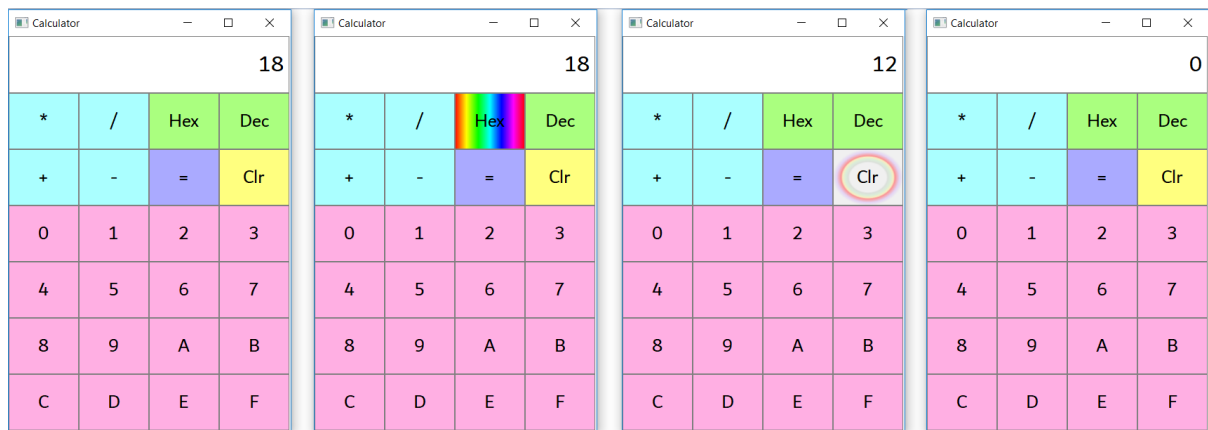 Calculator
18
* / Hex Dec
+ - = Clr
0 1 2 3
4 5 6 7
8 9 A B
C D E F
Calculator
18
* / Hex Dec
+ - = Clr
0 1 2 3
4 5 6 7
8 9 A B
C D E F
Calculator
12
* / Hex Dec
+ - = Clr
0 1 2 3
4 5 6 7
8 9 A B
C D E F
Calculator
0
* / Hex Dec
+ - = Clr
0 1 2 3
4 5 6 7
8 9 A B
C D E F